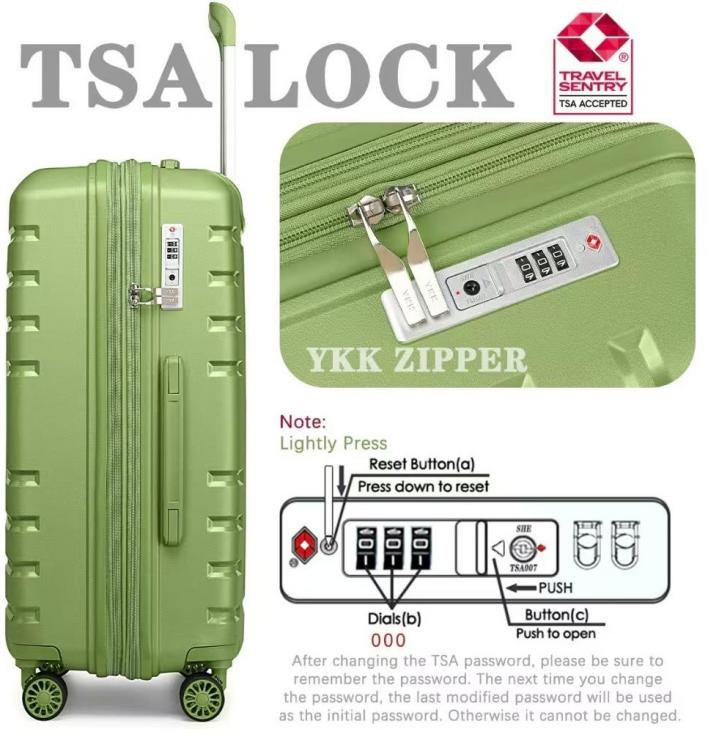 TSA LOCK
TRAVEL
SENTRY
®
TSA ACCEPTED
YKK YKK
YKK ZIPPER
Note:
Lightly Press
Reset Button(a)
Press down to reset
SHE
TSA007
PUSH
Dials(b)
000
Button(c)
Push to open
After changing the TSA password, please be sure to
remember the password. The next time you change
the password, the last modified password will be used
as the initial password. Otherwise it cannot be changed.